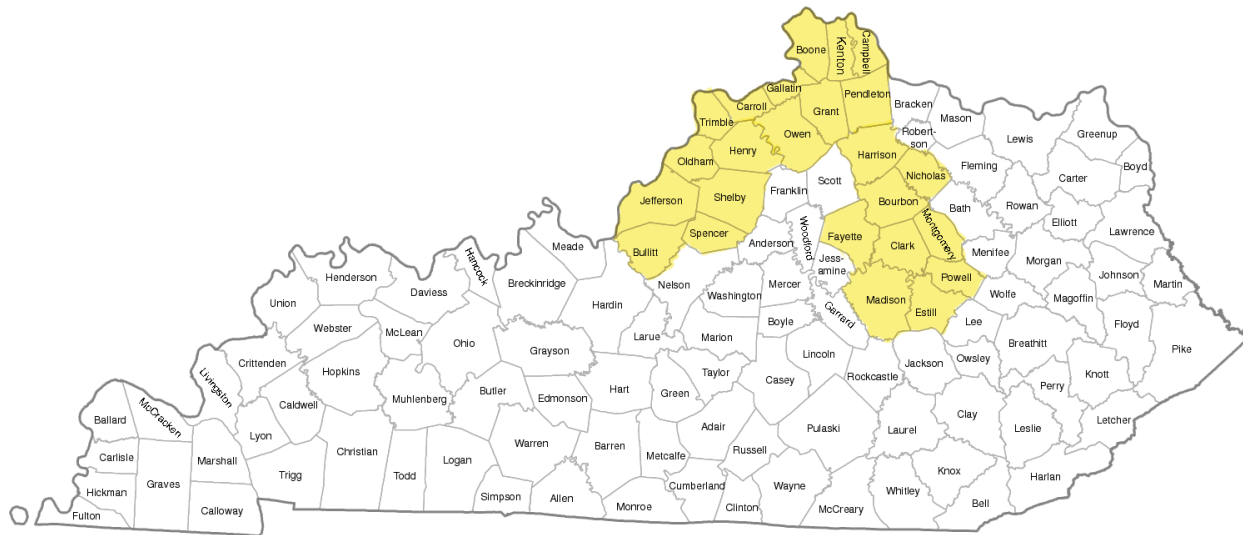 Boone
Kenton
Campbell
Gallatin
Pendleton
Carroll
Grant
Bracken
Mason
Trimble
Owen
Robert-
son
Lewis
Greenup
Henry
Harrison
Oldham
Fleming
Boyd
Nicholas
Carter
Franklin
Scott
Shelby
Jefferson
Bourbon
Bath
Rowan
Elliott
Spencer
Fayette
Montgomery
Lawrence
Anderson
Woodford
Clark
Bullitt
Meade
Jess-
amine
Menifee
Morgan
Hancock
Henderson
Breckinridge
Nelson
Washington
Mercer
Powell
Johnson
Martin
Daviess
Union
Hardin
Madison
Wolfe
Magoffin
Estill
Garrard
Webster
McLean
Boyle
Lee
Floyd
Larue
Marion
Ohio
Breathitt
Pike
Crittenden
Grayson
Lincoln
Jackson
Owsley
Livingston
Hopkins
Taylor
Casey
Rockcastle
Knott
Perry
Hart
Green
Butler
Edmonson
Muhlenberg
Caldwell
McCracken
Ballard
Clay
Letcher
Adair
Pulaski
Laurel
Leslie
Lyon
Warren
Barren
Christian
Russell
Metcalfe
Carlisle
Marshall
Logan
Knox
Trigg
Todd
Harlan
Graves
Cumberland
Wayne
Whitley
Hickman
Simpson
Allen
Bell
Monroe
Clinton
McCreary
Calloway
Fulton